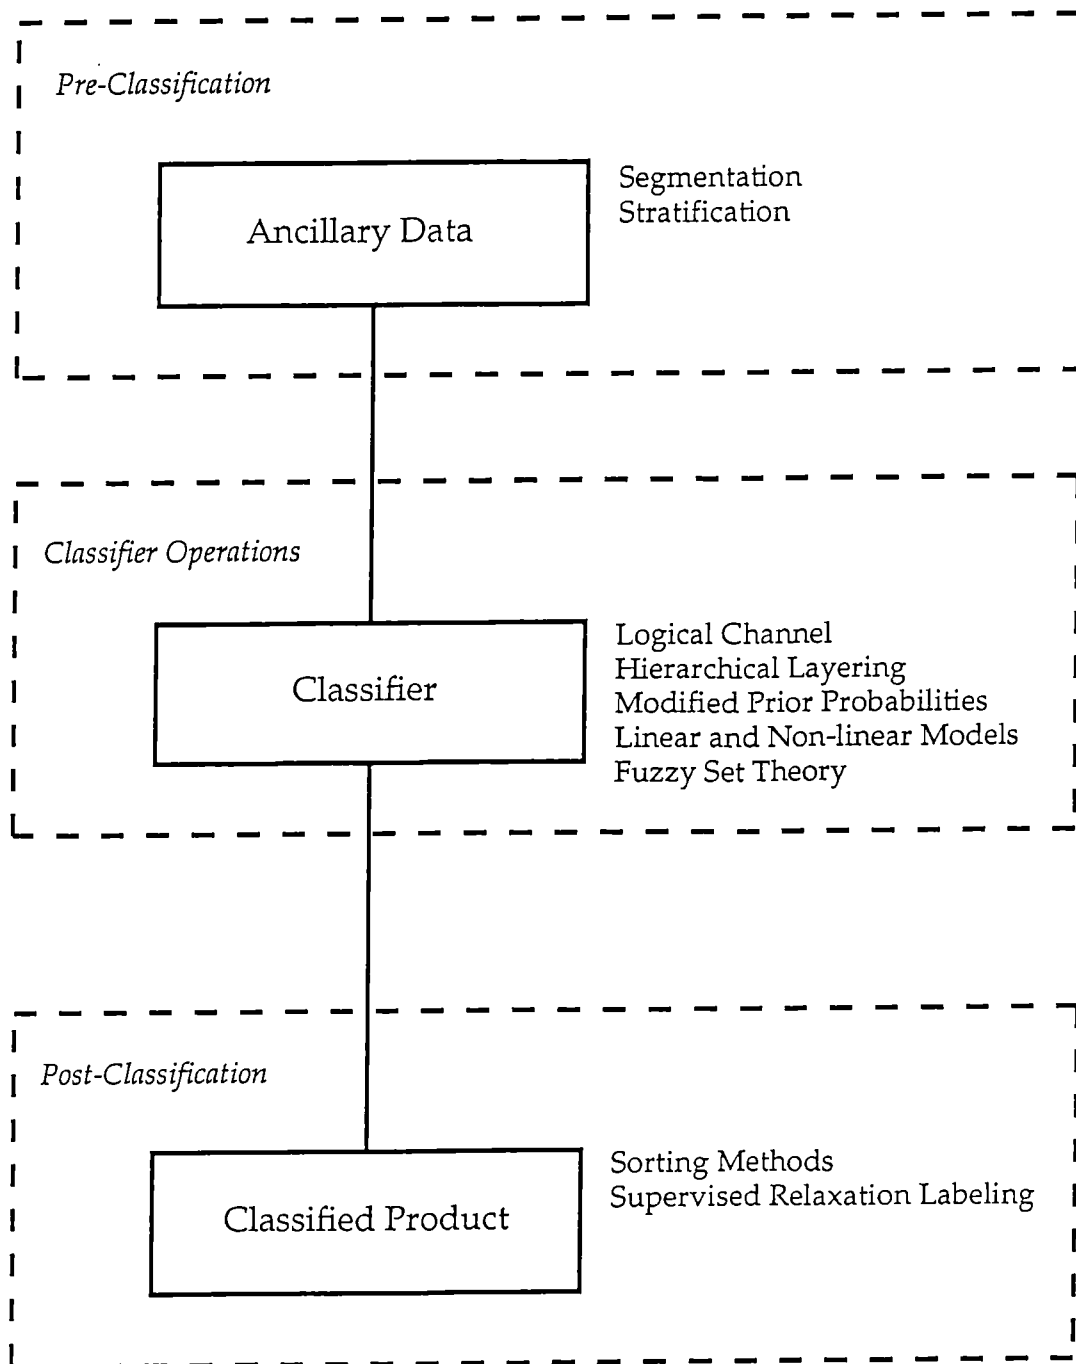 Pre-Classification
Ancillary Data
Segmentation
Stratification
Classifier Operations
Classifier
Logical Channel
Hierarchical Layering
Modified Prior Probabilities
Linear and Non-linear Models
Fuzzy Set Theory
Post-Classification
Classified Product
Sorting Methods
Supervised Relaxation Labeling